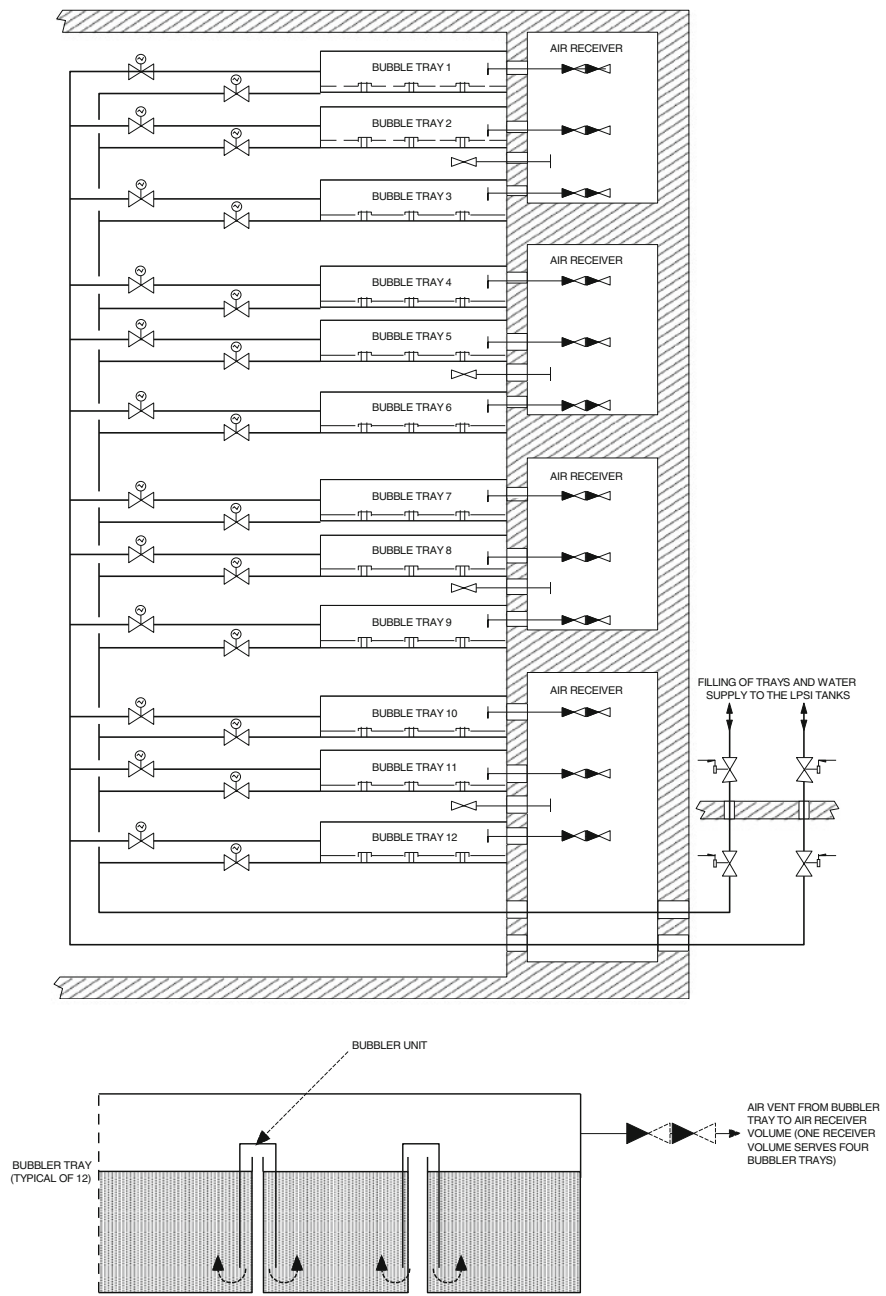 AIR RECEIVER
BUBBLE TRAY 1
BUBBLE TRAY 2
BUBBLE TRAY 3
AIR RECEIVER
BUBBLE TRAY 4
BUBBLE TRAY 5
BUBBLE TRAY 6
AIR RECEIVER
BUBBLE TRAY 7
BUBBLE TRAY 8
BUBBLE TRAY 9
AIR RECEIVER
BUBBLE TRAY 10
BUBBLE TRAY 11
BUBBLE TRAY 12
FILLING OF TRAYS AND WATER
SUPPLY TO THE LPSI TANKS
BUBBLER UNIT
AIR VENT FROM BUBBLER
TRAY TO AIR RECEIVER
VOLUME (ONE RECEIVER
VOLUME SERVES FOUR
BUBBLER TRAYS)
BUBBLER TRAY
(TYPICAL OF 12)